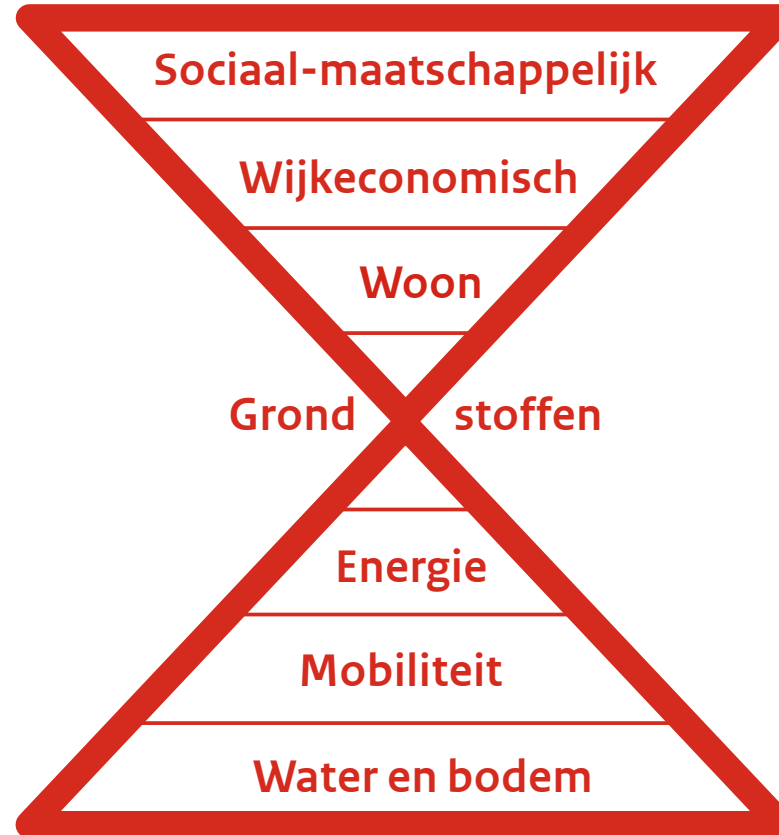 Sociaal-maatschappelijk
Wijkeconomisch
Woon
Grond stoffen
Energie
Mobiliteit
Water en bodem